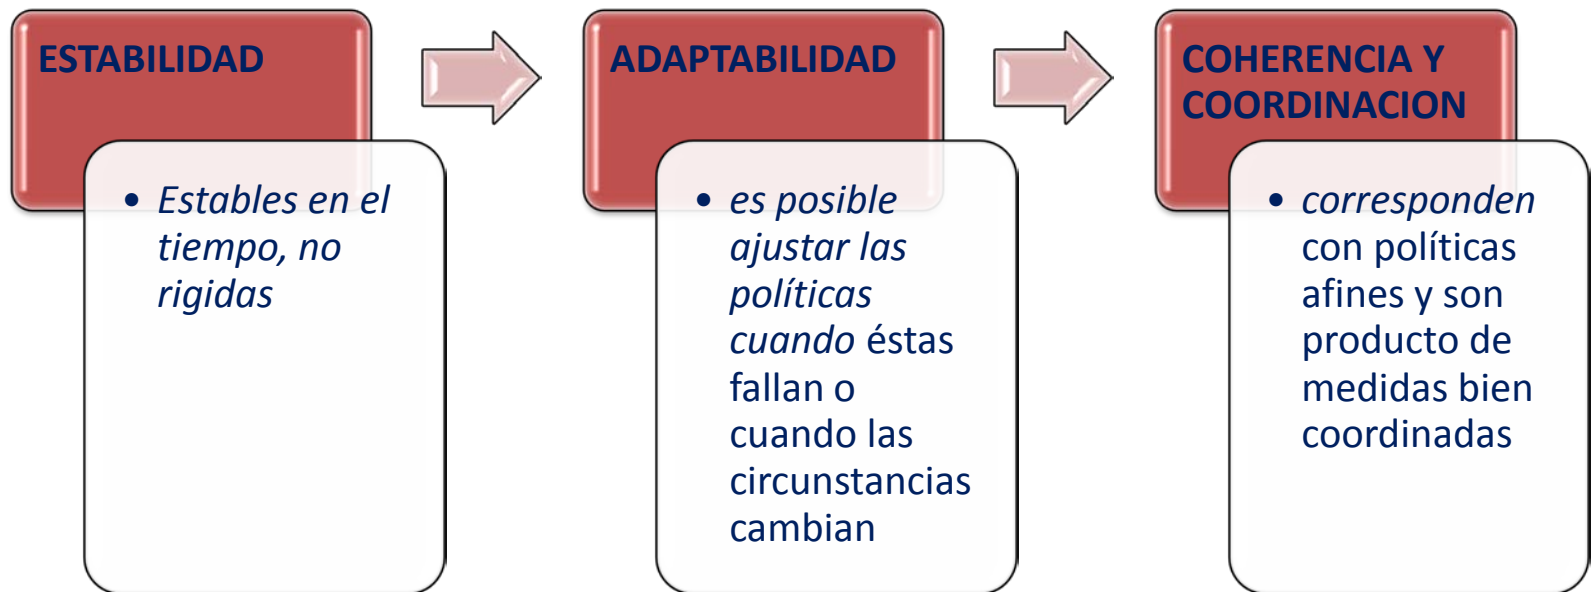 ESTABILIDAD
• Estables en el
tiempo, no
rigidas
ADAPTABILIDAD
• es posible
ajustar las
políticas
cuando éstas
fallan o
cuando las
circunstancias
cambian
COHERENCIA Y
COORDINACION
• corresponden
con políticas
afines y son
producto de
medidas bien
coordinadas